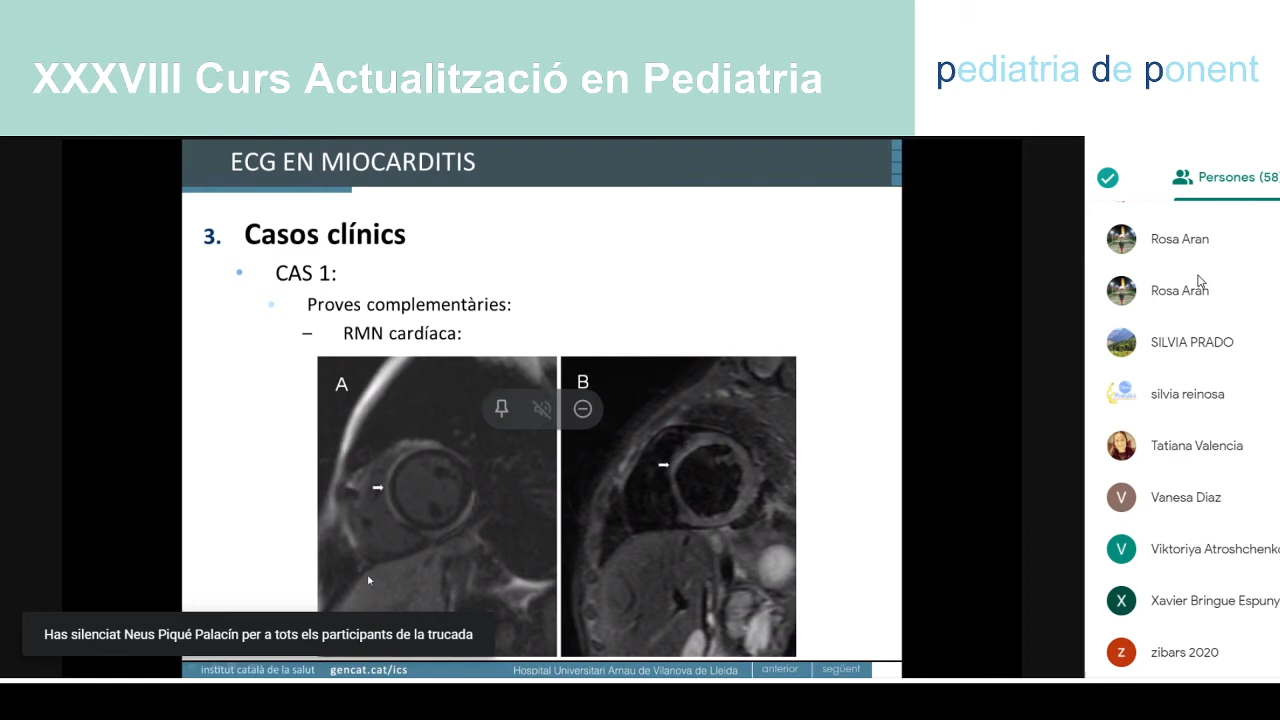 XXXVIII Curs Actualització en Pediatria
pediatria de ponent
ECG EN MIOCARDITIS
3. Casos clínics
• CAS 1:
Proves complementàries:
– RMN cardíaca:
A
B
Has silenciat Neus Piqué Palacín per a tots els participants de la trucada
institut català de la salut gencat.cat/ics Hospital Universitari Arnau de Vilanova de Lleida anterior següent
Persones (58
Rosa Aran
Rosa Aran
SILVIA PRADO
silvia reinosa
Tatiana Valencia
V Vanesa Diaz
V Viktoriya Atroshchenko
X Xavier Bringue Espuny
z zibars 2020